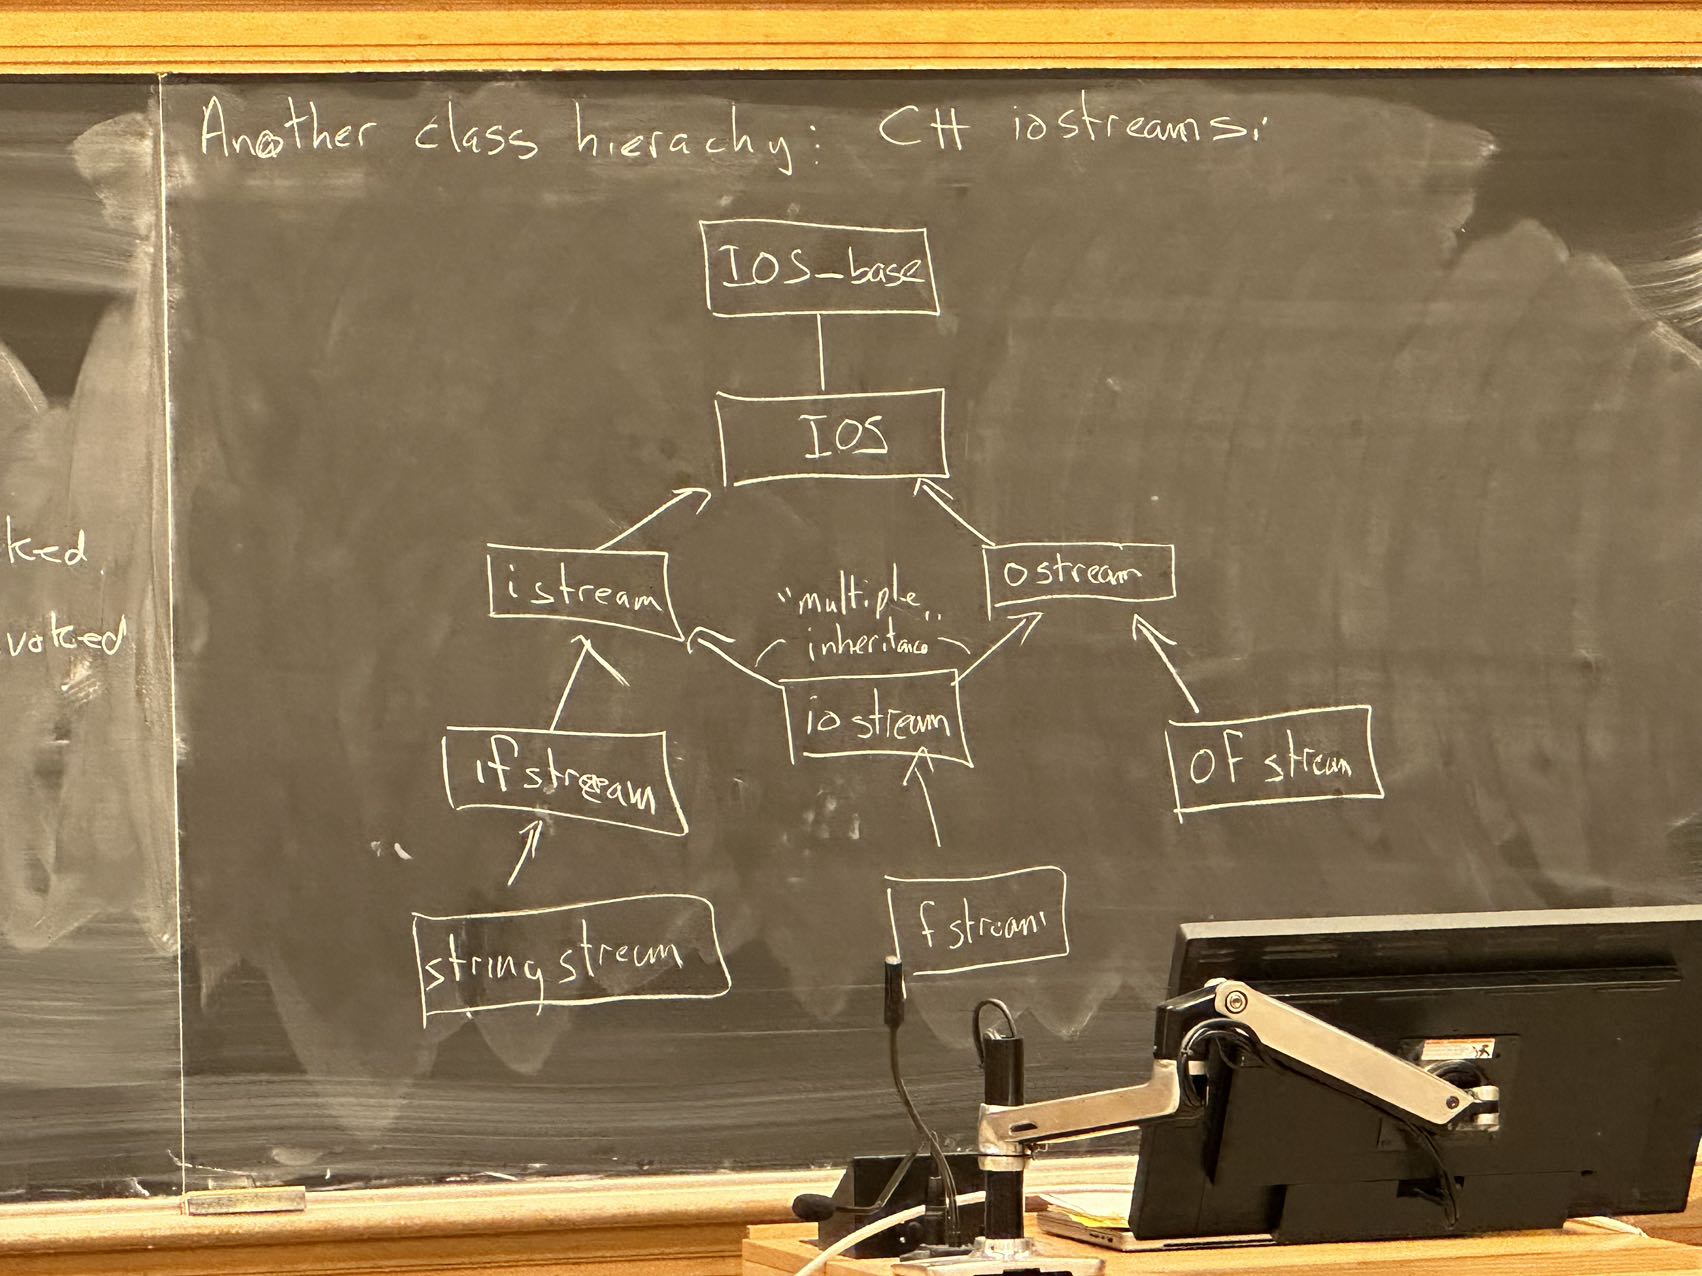 Another class hierachy: C++ iostreams.
IOS_base
IOS
istream
ostream
"multiple
inheritance"
iostream
ifstream
OFstream
stringstream
fstream
ked
voked